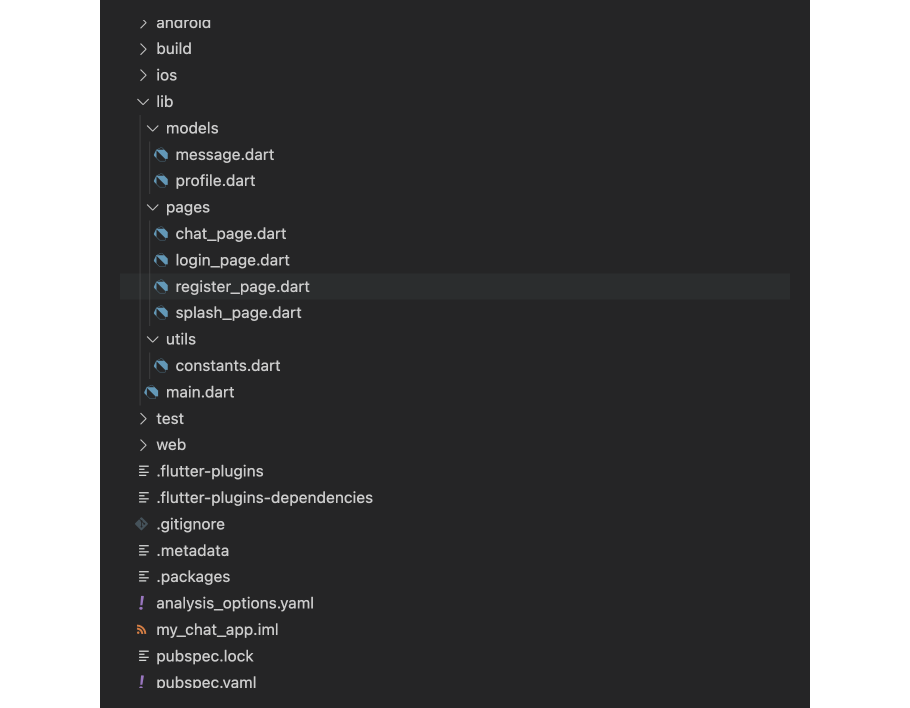 android
build
ios
lib
models
message.dart
profile.dart
pages
chat_page.dart
login_page.dart
register_page.dart
splash_page.dart
utils
constants.dart
main.dart
test
web
.flutter-plugins
.flutter-plugins-dependencies
.gitignore
.metadata
.packages
analysis_options.yaml
my_chat_app.iml
pubspec.lock
pubspec.yaml